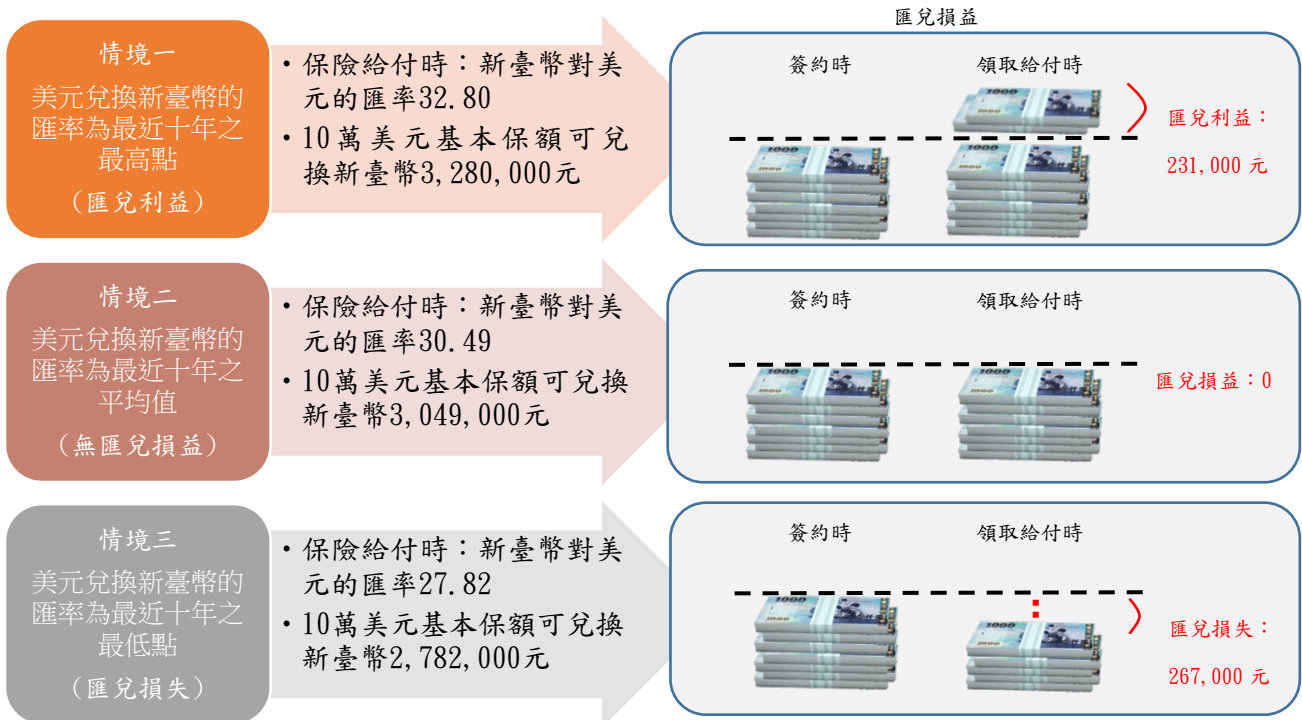 匯兌損益
情境一
美元兌換新臺幣的
匯率為最近十年之
最高點
(匯兌利益)
•保險給付時：新臺幣對美
元的匯率32.80
•10萬美元基本保額可兌
換新臺幣3,280,000元
簽約時
領取給付時
匯兌利益：
231,000 元
情境二
美元兌換新臺幣的
匯率為最近十年之
平均值
(無匯兌損益)
•保險給付時：新臺幣對美
元的匯率30.49
•10萬美元基本保額可兌換
新臺幣3,049,000元
簽約時
領取給付時
匯兌損益：0
情境三
美元兌換新臺幣的
匯率為最近十年之
最低點
(匯兌損失)
•保險給付時：新臺幣對美
元的匯率27.82
•10萬美元基本保額可兌換
新臺幣2,782,000元
簽約時
領取給付時
匯兌損失：
267,000 元